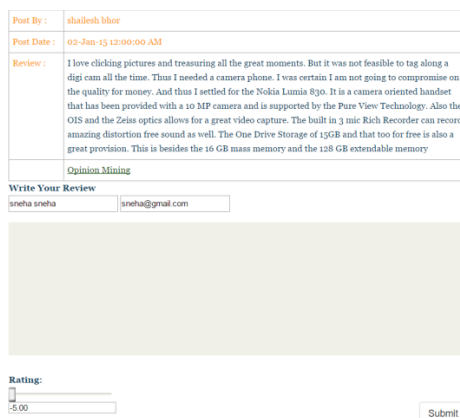 Post By : shailesh bhor
Post Date : 02-Jan-15 12:00:00 AM
Review : I love clicking pictures and treasuring all the great moments. But it was not feasible to tag along a
digi cam all the time. Thus I needed a camera phone. I was certain I am not going to compromise on
the quality for money. And thus I settled for the Nokia Lumia 830. It is a camera oriented handset
that has been provided with a 10 MP camera and is supported by the Pure View Technology. Also the
OIS and the Zeiss optics allows for a great video capture. The built in 3 mic Rich Recorder can record
amazing distortion free sound as well. The One Drive Storage of 15GB and that too for free is also a
great provision. This is besides the 16 GB mass memory and the 128 GB extendable memory
Opinion Mining
Write Your Review
sneha sneha sneha@gmail.com
Rating:
-5.00
Submit